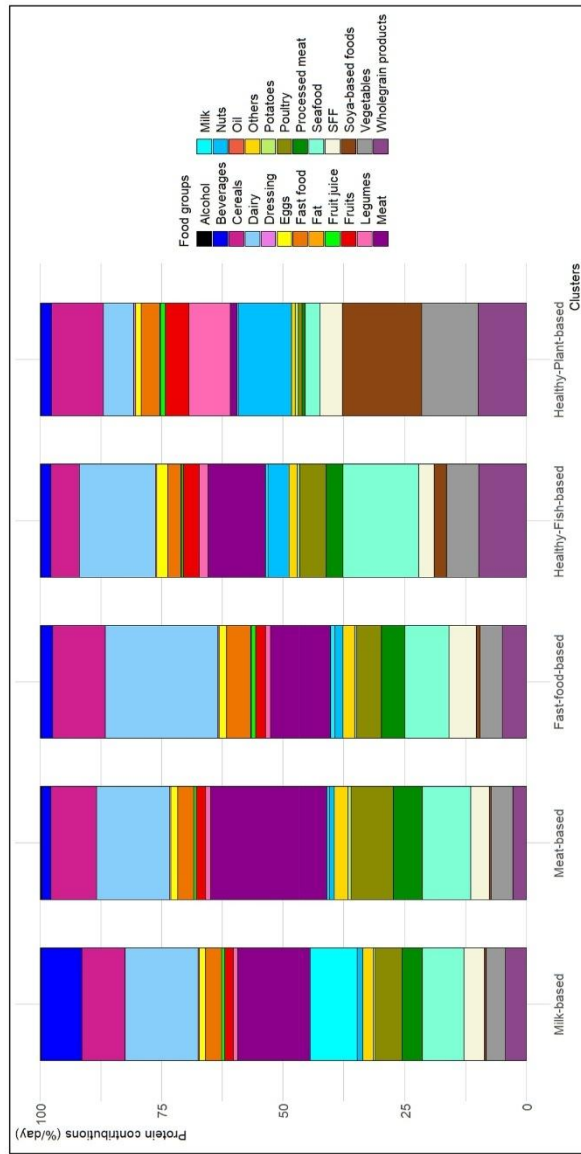 Protein contributions (%/day)
100
75
50
25
0
Milk-based
Meat-based
Fast-food-based
Healthy-Fish-based
Healthy-Plant-based
Clusters
Food groups
Alcohol
Beverages
Cereals
Dairy
Dressing
Eggs
Fast food
Fat
Fruit juice
Fruits
Legumes
Meat
Milk
Nuts
Oil
Others
Potatoes
Poultry
Processed meat
Seafood
SFF
Soya-based foods
Vegetables
Wholegrain products